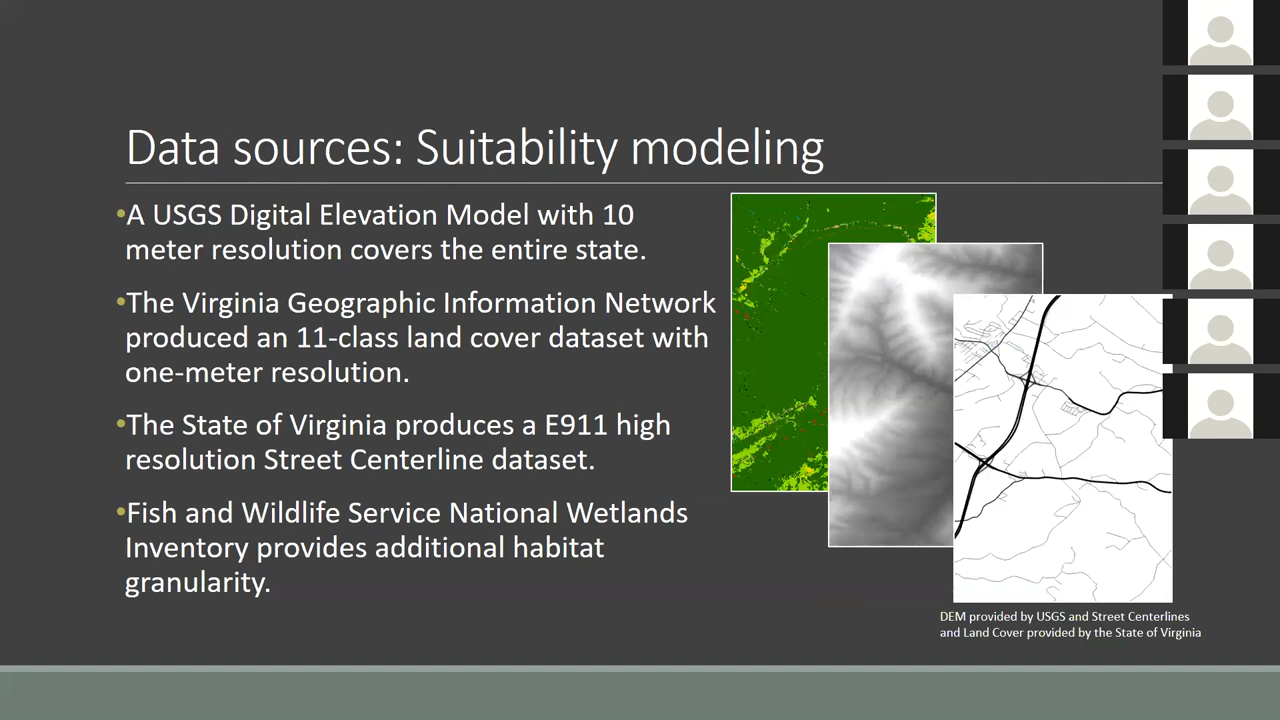 Data sources: Suitability modeling
•A USGS Digital Elevation Model with 10
meter resolution covers the entire state.
•The Virginia Geographic Information Network
produced an 11-class land cover dataset with
one-meter resolution.
•The State of Virginia produces a E911 high
resolution Street Centerline dataset.
•Fish and Wildlife Service National Wetlands
Inventory provides additional habitat
granularity.
DEM provided by USGS and Street Centerlines
and Land Cover provided by the State of Virginia